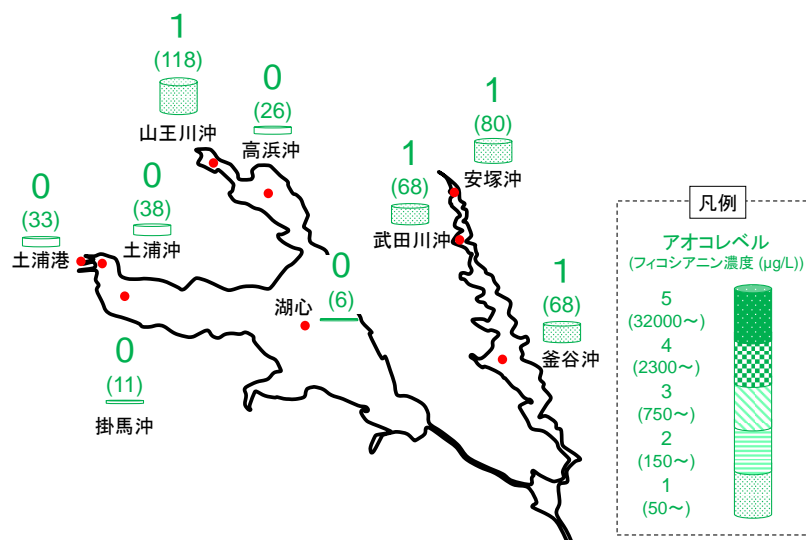 1
(118)
山王川沖
0
(26)
高浜沖
1
(80)
安塚沖
1
(68)
武田川沖
0
(33)
土浦港
0
(38)
土浦沖
0
(6)
湖心
1
(68)
釜谷沖
0
(11)
掛馬沖
凡例
アオコレベル
(フィコシアニン濃度 (µg/L))
5
(32000～)
4
(2300～)
3
(750～)
2
(150～)
1
(50～)